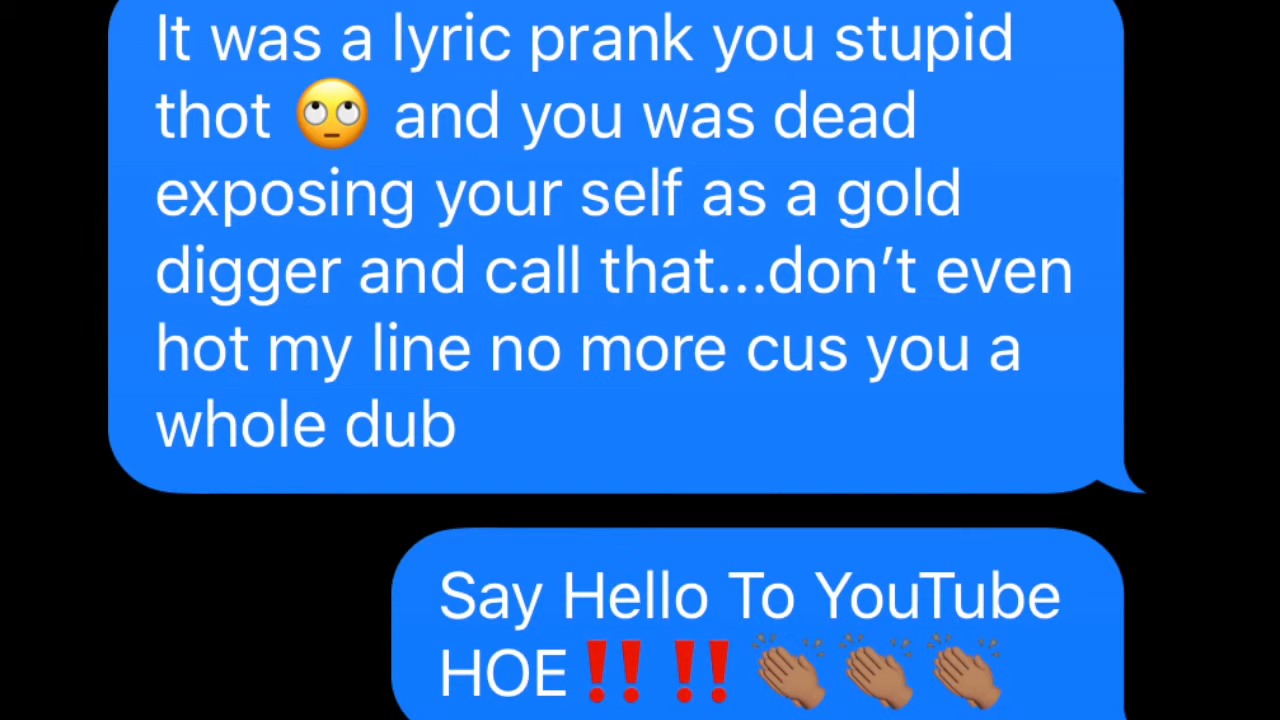 It was a lyric prank you stupid
thot 🙄 and you was dead
exposing your self as a gold
digger and call that...don’t even
hot my line no more cus you a
whole dub
Say Hello To YouTube
HOE‼️ ‼️ 👏🏽 👏🏽 👏🏽